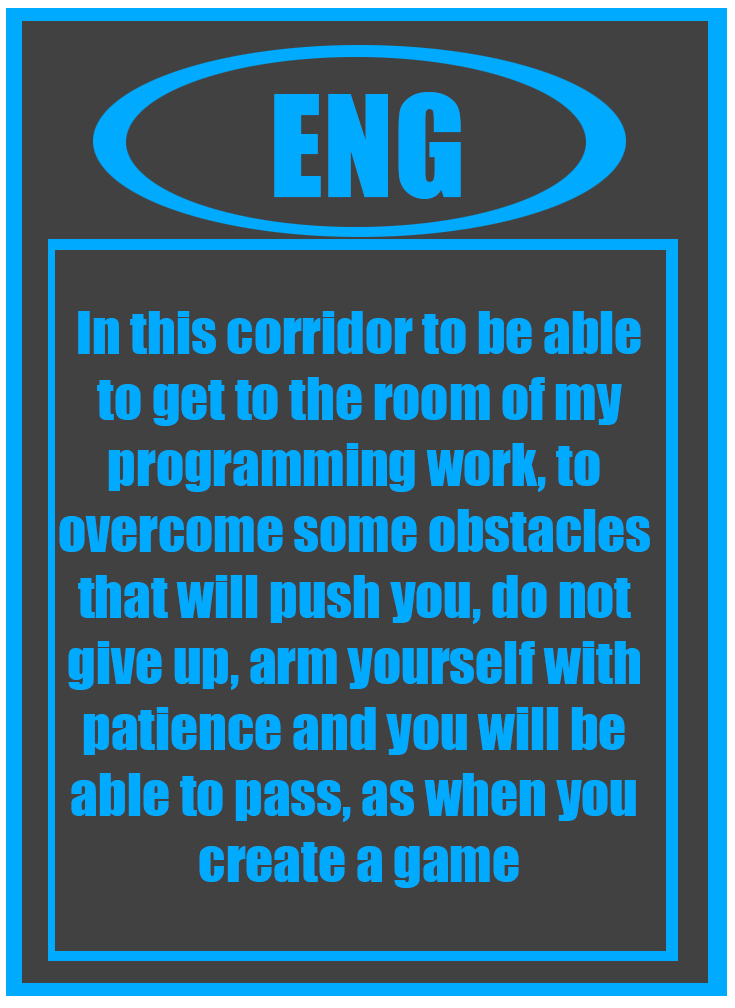 ENG
In this corridor to be able
to get to the room of my
programming work, to
overcome some obstacles
that will push you, do not
give up, arm yourself with
patience and you will be
able to pass, as when you
create a game